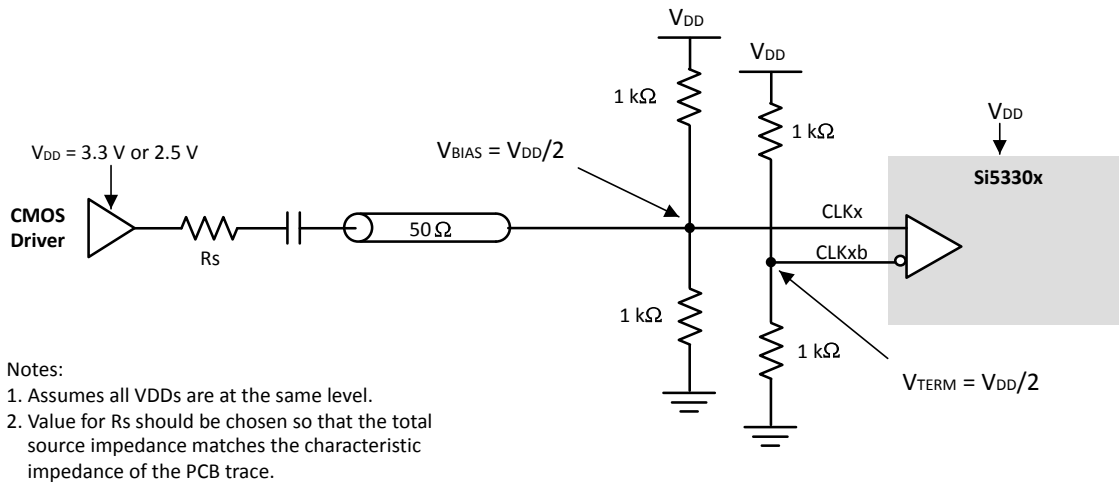 VDD
VDD
1 kΩ
1 kΩ
VDD
VDD = 3.3 V or 2.5 V
VBIAS = VDD/2
Si5330x
CMOS
Driver
Rs
50 Ω
CLKx
CLKxb
1 kΩ
1 kΩ
VTERM = VDD/2
Notes:
1. Assumes all VDDs are at the same level.
2. Value for Rs should be chosen so that the total
source impedance matches the characteristic
impedance of the PCB trace.